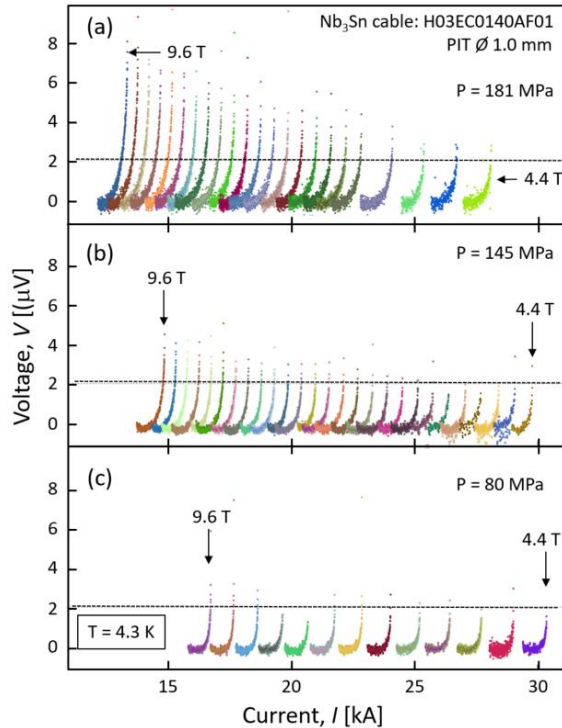 (a)
Nb₃Sn cable: H03EC0140AF01
PIT Ø 1.0 mm
P = 181 MPa
9.6 T
4.4 T
8
6
4
2
0
(b)
P = 145 MPa
9.6 T
4.4 T
8
6
4
2
0
Voltage, V [(μV)
(c)
P = 80 MPa
9.6 T
4.4 T
T = 4.3 K
8
6
4
2
0
15 20 25 30
Current, I [kA]